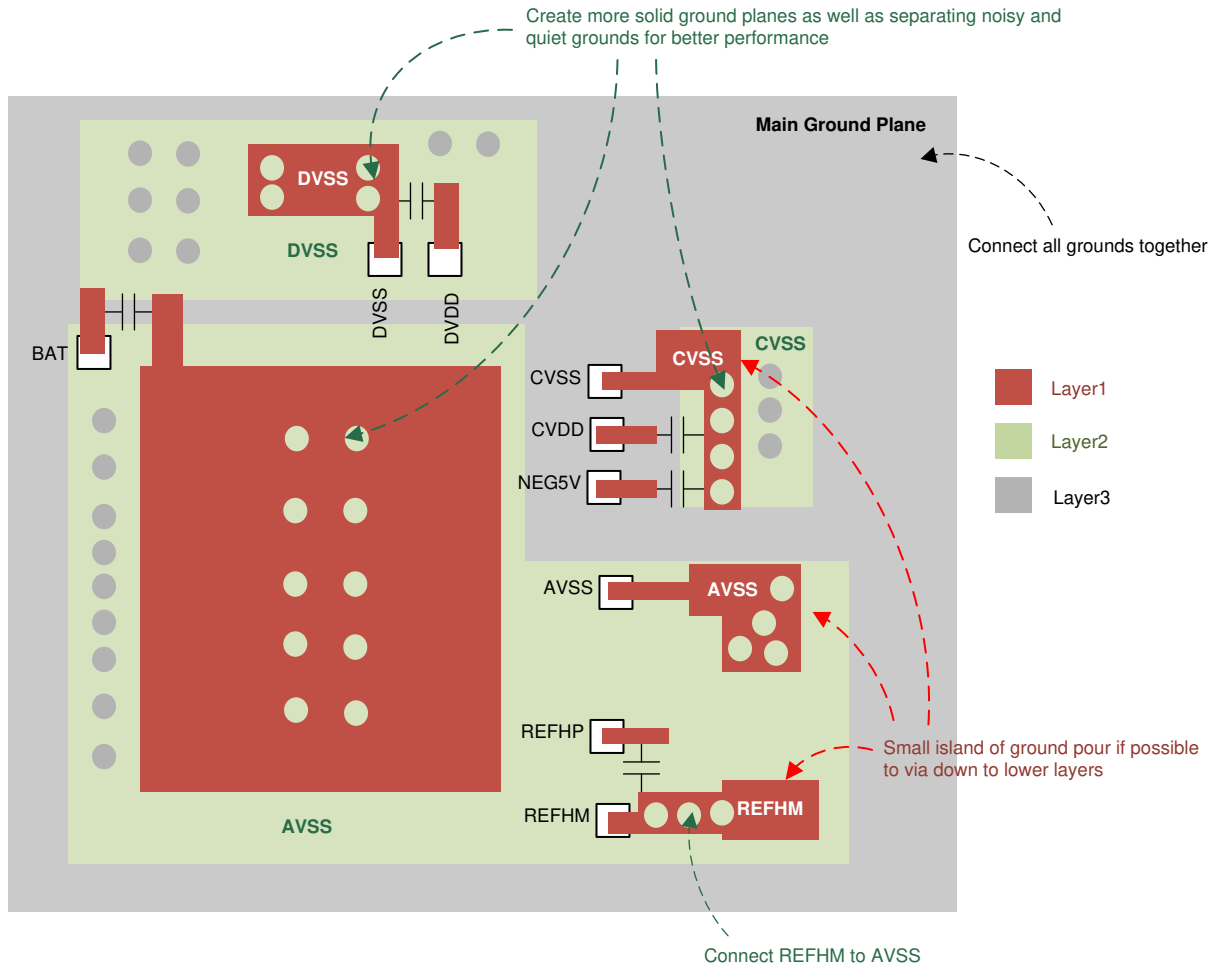 Create more solid ground planes as well as separating noisy and
quiet grounds for better performance
Main Ground Plane
Connect all grounds together
DVSS
DVSS
DVSS
DVDD
BAT
CVSS
CVSS
CVSS
CVDD
NEG5V
Layer1
Layer2
Layer3
AVSS
AVSS
REFHP
REFHM
REFHM
Small island of ground pour if possible
to via down to lower layers
AVSS
Connect REFHM to AVSS